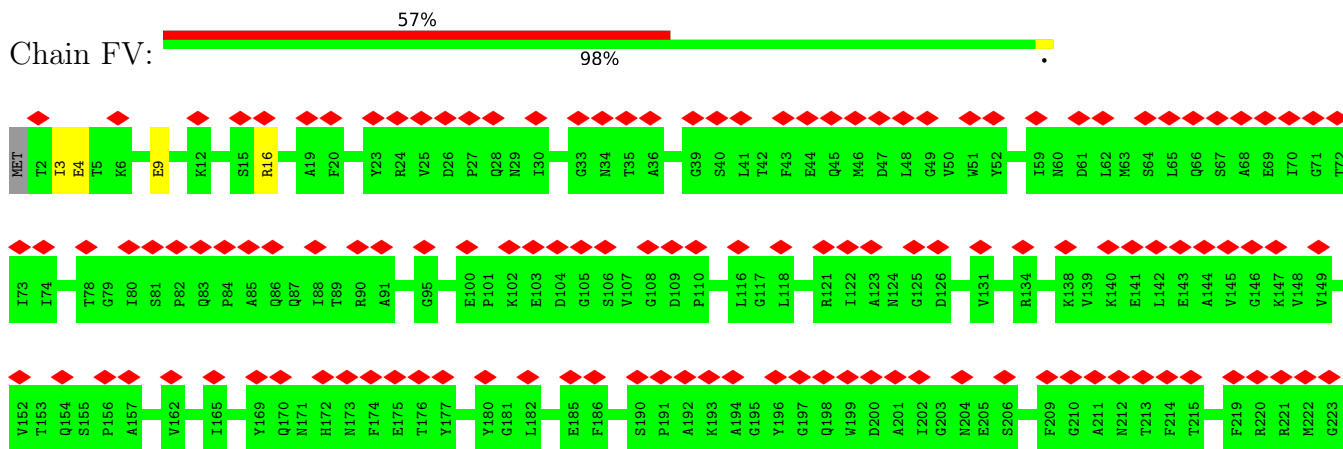 57%
Chain FV:
98%
MET T2 I3 E4 T5 K6 E9 K12 S15 R16 A19 F20 Y23 R24 V25 D26 P27 Q28 N29 I30 G33 N34 T35 A36 G39 S40 L41 T42 F43 E44 Q45 M46 D47 L48 G49 V50 W51 Y52 I59 N60 D61 L62 M63 S64 L65 Q66 S67 A68 E69 I70 G71 T72
I73 I74 T78 G79 I80 S81 P82 Q83 P84 A85 Q86 Q87 I88 T89 R90 A91 G95 E100 P101 K102 E103 D104 G105 S106 V107 G108 D109 P110 L116 G117 L118 R121 I122 A123 N124 G125 D126 V131 R134 K138 V139 K140 E141 L142 E143 A144 V145 G146 K147 V148 V149
V152 T153 Q154 S155 P156 A157 V162 I165 Y169 Q170 N171 H172 N173 F174 E175 T176 Y177 Y180 G181 L182 E185 F186 S190 P191 A192 K193 A194 G195 Y196 G197 Q198 W199 D200 A201 I202 G203 N204 E205 S206 F209 G210 A211 N212 T213 F214 T215 F219 R220 R221 M222 G223